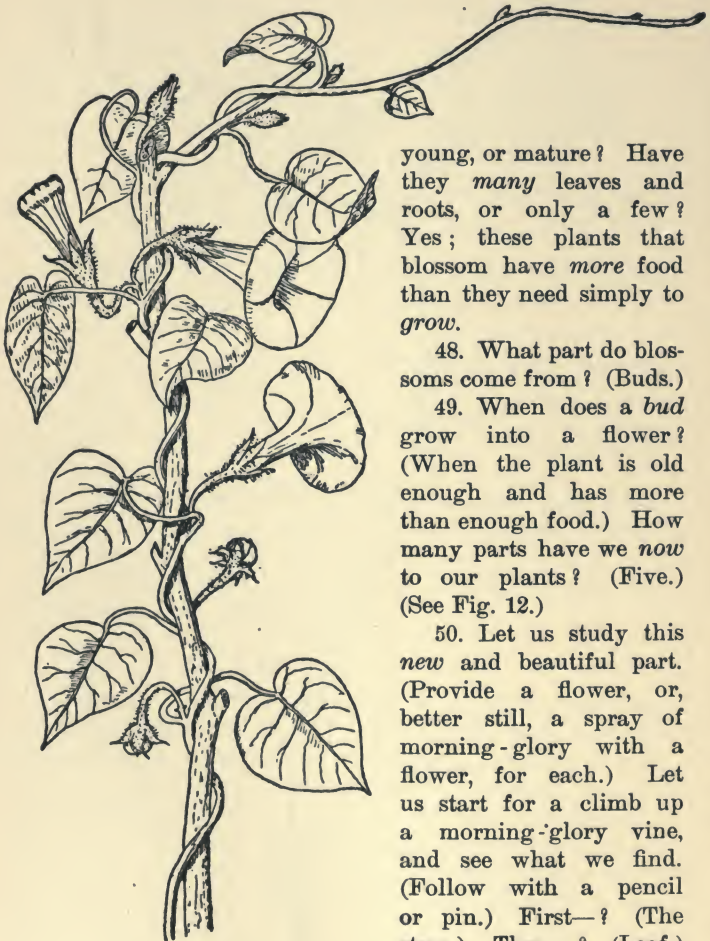 young, or mature? Have
they many leaves and
roots, or only a few?
Yes; these plants that
blossom have more food
than they need simply to
grow.
48. What part do blos-
soms come from? (Buds.)
49. When does a bud
grow into a flower?
(When the plant is old
enough and has more
than enough food.) How
many parts have we now
to our plants? (Five.)
(See Fig. 12.)
50. Let us study this
new and beautiful part.
(Provide a flower, or,
better still, a spray of
morning-glory with a
flower, for each.) Let
us start for a climb up
a morning-glory vine,
and see what we find.
(Follow with a pencil
or pin.) First—? (The